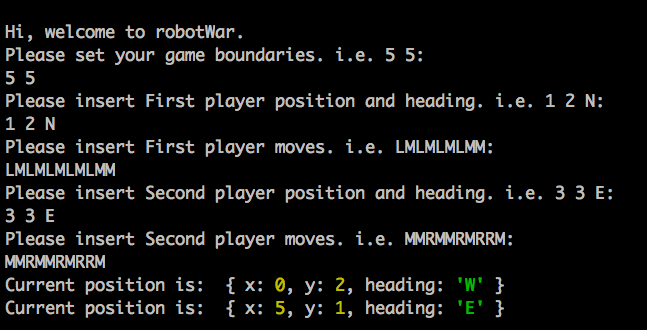 Hi, welcome to robotWar.
Please set your game boundaries. i.e. 5 5:
5 5
Please insert First player position and heading. i.e. 1 2 N:
1 2 N
Please insert First player moves. i.e. LMLMLMLMM:
LMLMLMLMLMM
Please insert Second player position and heading. i.e. 3 3 E:
3 3 E
Please insert Second player moves. i.e. MMRMMRMRRM:
MMRMMRMRRM
Current position is:  { x: 0, y: 2, heading: 'W' }
Current position is:  { x: 5, y: 1, heading: 'E' }